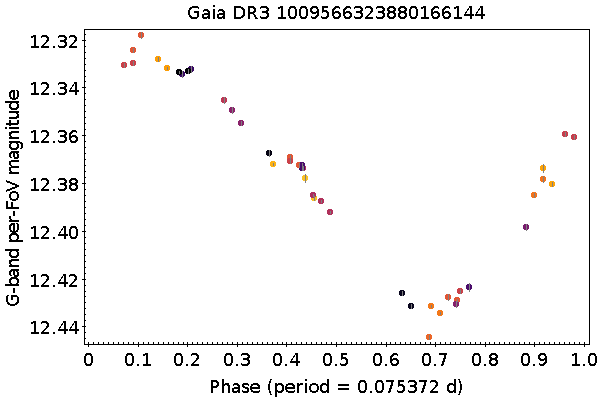 Gaia DR3 1009566323880166144
G-band per-FoV magnitude
12.32
12.34
12.36
12.38
12.40
12.42
12.44
0 0.1 0.2 0.3 0.4 0.5 0.6 0.7 0.8 0.9 1.0
Phase (period = 0.075372 d)